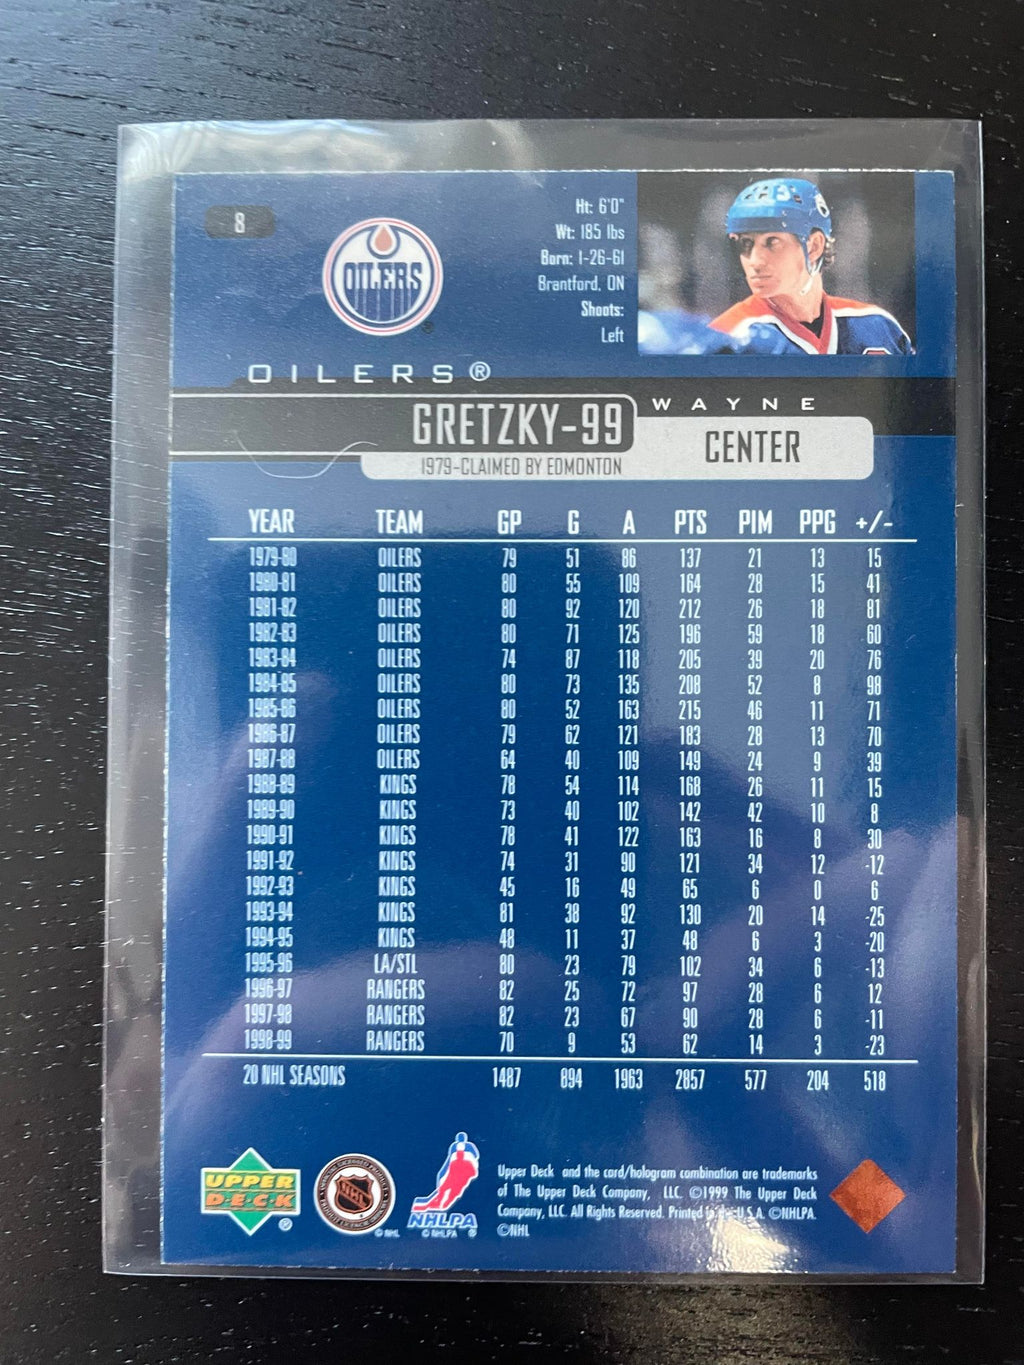 8
OILERS
®
Ht: 6'0"
Wt: 185 lbs
Born: 1-26-61
Brantford, ON
Shoots:
Left
OILERS®
WAYNE
GRETZKY-99
CENTER
1979-CLAIMED BY EDMONTON
YEAR TEAM GP G A PTS PIM PPG +/-
1979-80 OILERS 79 51 86 137 21 13 15
1980-81 OILERS 80 55 109 164 28 15 41
1981-82 OILERS 80 92 120 212 26 18 81
1982-83 OILERS 80 71 125 196 59 18 60
1983-84 OILERS 74 87 118 205 39 20 76
1984-85 OILERS 80 73 135 208 52 8 98
1985-86 OILERS 80 52 163 215 46 11 71
1986-87 OILERS 79 62 121 183 28 13 70
1987-88 OILERS 64 40 109 149 24 9 39
1988-89 KINGS 78 54 114 168 26 11 15
1989-90 KINGS 73 40 102 142 42 10 8
1990-91 KINGS 78 41 122 163 16 8 30
1991-92 KINGS 74 31 90 121 34 12 -12
1992-93 KINGS 45 16 49 65 6 0 6
1993-94 KINGS 81 38 92 130 20 14 -25
1994-95 KINGS 48 11 37 48 6 3 -20
1995-96 LA/STL 80 23 79 102 34 6 -13
1996-97 RANGERS 82 25 72 97 28 6 12
1997-98 RANGERS 82 23 67 90 28 6 -11
1998-99 RANGERS 70 9 53 62 14 3 -23
20 NHL SEASONS 1487 894 1963 2857 577 204 518
UPPER
DECK
®
NHL
© NHL
NHLPA
© NHLPA ®
Upper Deck and the card/hologram combination are trademarks
of The Upper Deck Company, LLC. ©1999 The Upper Deck
Company, LLC. All Rights Reserved. Printed in the U.S.A. ©NHLPA
©NHL